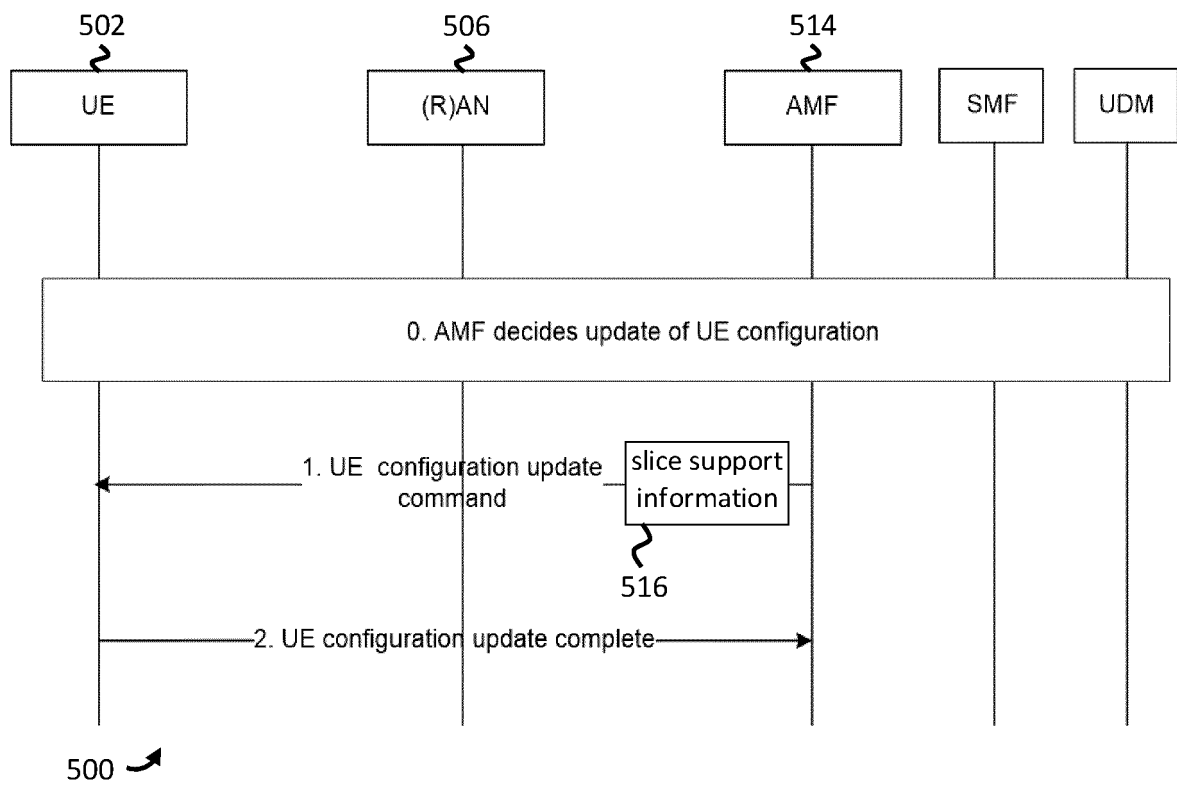 502 506 514
UE (R)AN AMF SMF UDM
0. AMF decides update of UE configuration
1. UE configuration update
command
slice support
information
516
2. UE configuration update complete
500